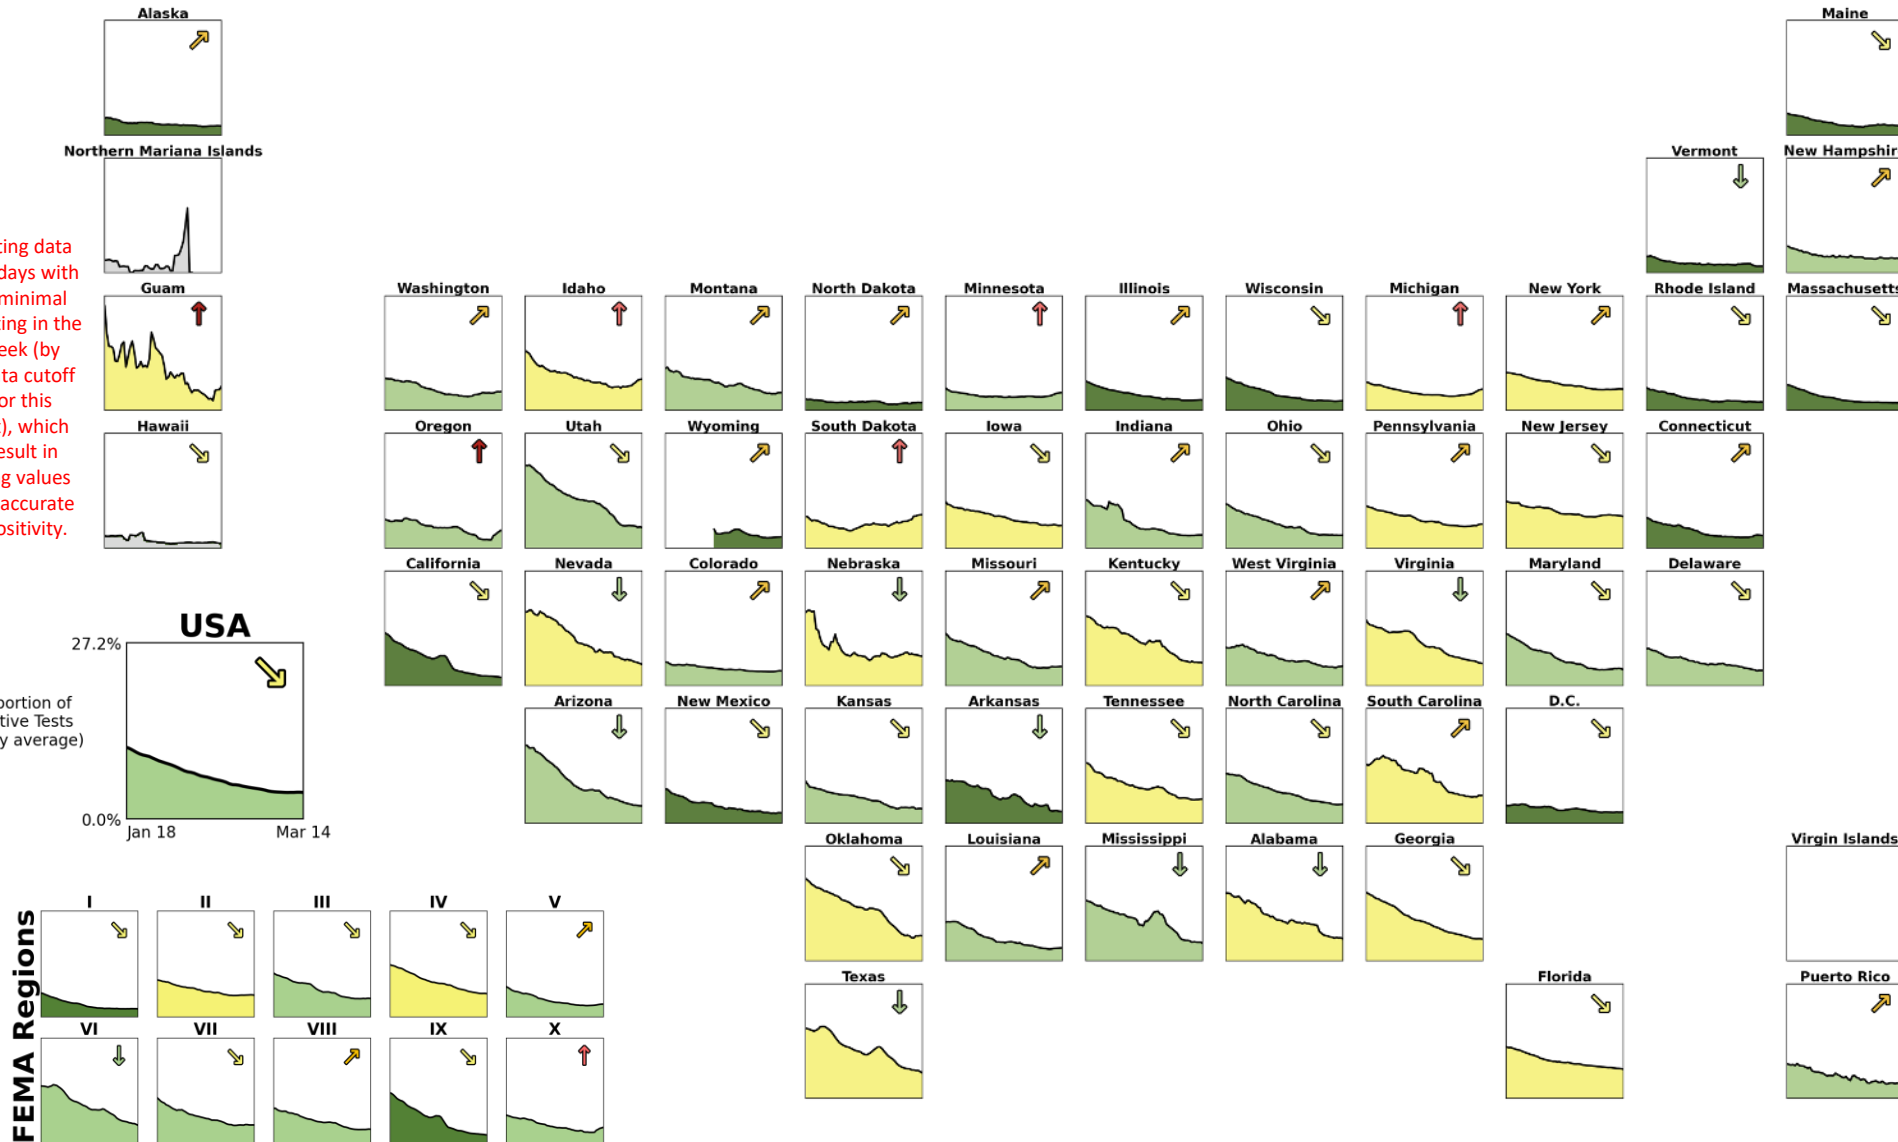 Alaska
Maine
Northern Mariana Islands
Vermont
New Hampshir
ting data
days with
minimal
ting in the
eek (by
ta cutoff
or this
), which
esult in
g values
accurate
ositivity.
Guam
Washington
Idaho
Montana
North Dakota
Minnesota
Illinois
Wisconsin
Michigan
New York
Rhode Island
Massachusetts
Hawaii
Oregon
Utah
Wyoming
South Dakota
Iowa
Indiana
Ohio
Pennsylvania
New Jersey
Connecticut
California
Nevada
Colorado
Nebraska
Missouri
Kentucky
West Virginia
Virginia
Maryland
Delaware
USA
27.2%
portion of
tive Tests
y average)
0.0%
Jan 18
Mar 14
Arizona
New Mexico
Kansas
Arkansas
Tennessee
North Carolina
South Carolina
D.C.
Oklahoma
Louisiana
Mississippi
Alabama
Georgia
Virgin Islands
Texas
Florida
Puerto Rico
FEMA Regions
I
II
III
IV
V
VI
VII
VIII
IX
X